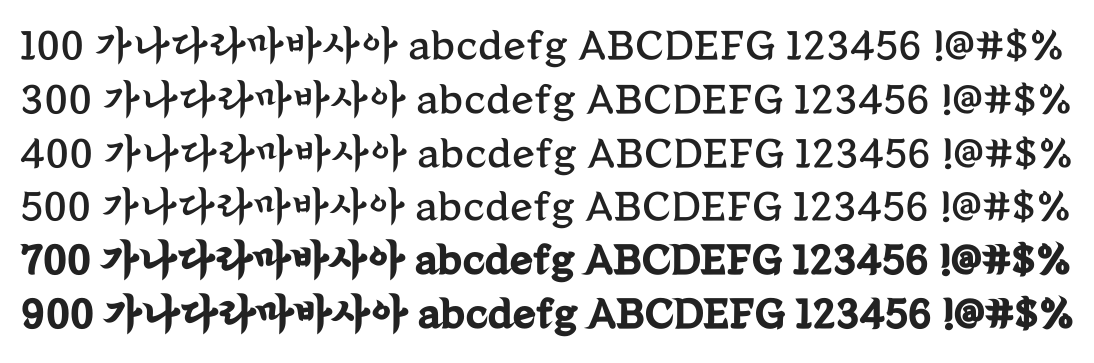 100 가나다라마바사아 abcdefg ABCDEFG 123456 !@#$%
300 가나다라마바사아 abcdefg ABCDEFG 123456 !@#$%
400 가나다라마바사아 abcdefg ABCDEFG 123456 !@#$%
500 가나다라마바사아 abcdefg ABCDEFG 123456 !@#$%
700 가나다라마바사아 abcdefg ABCDEFG 123456 !@#$%
900 가나다라마바사아 abcdefg ABCDEFG 123456 !@#$%